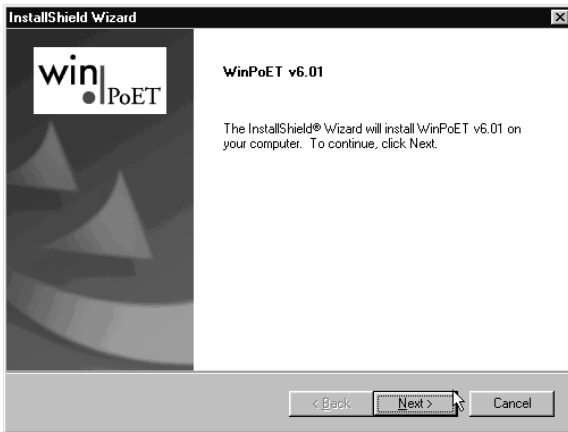 InstallShield Wizard
win
PoET
WinPoET v6.01
The InstallShield® Wizard will install WinPoET v6.01 on
your computer. To continue, click Next.
< Back
Next >
Cancel